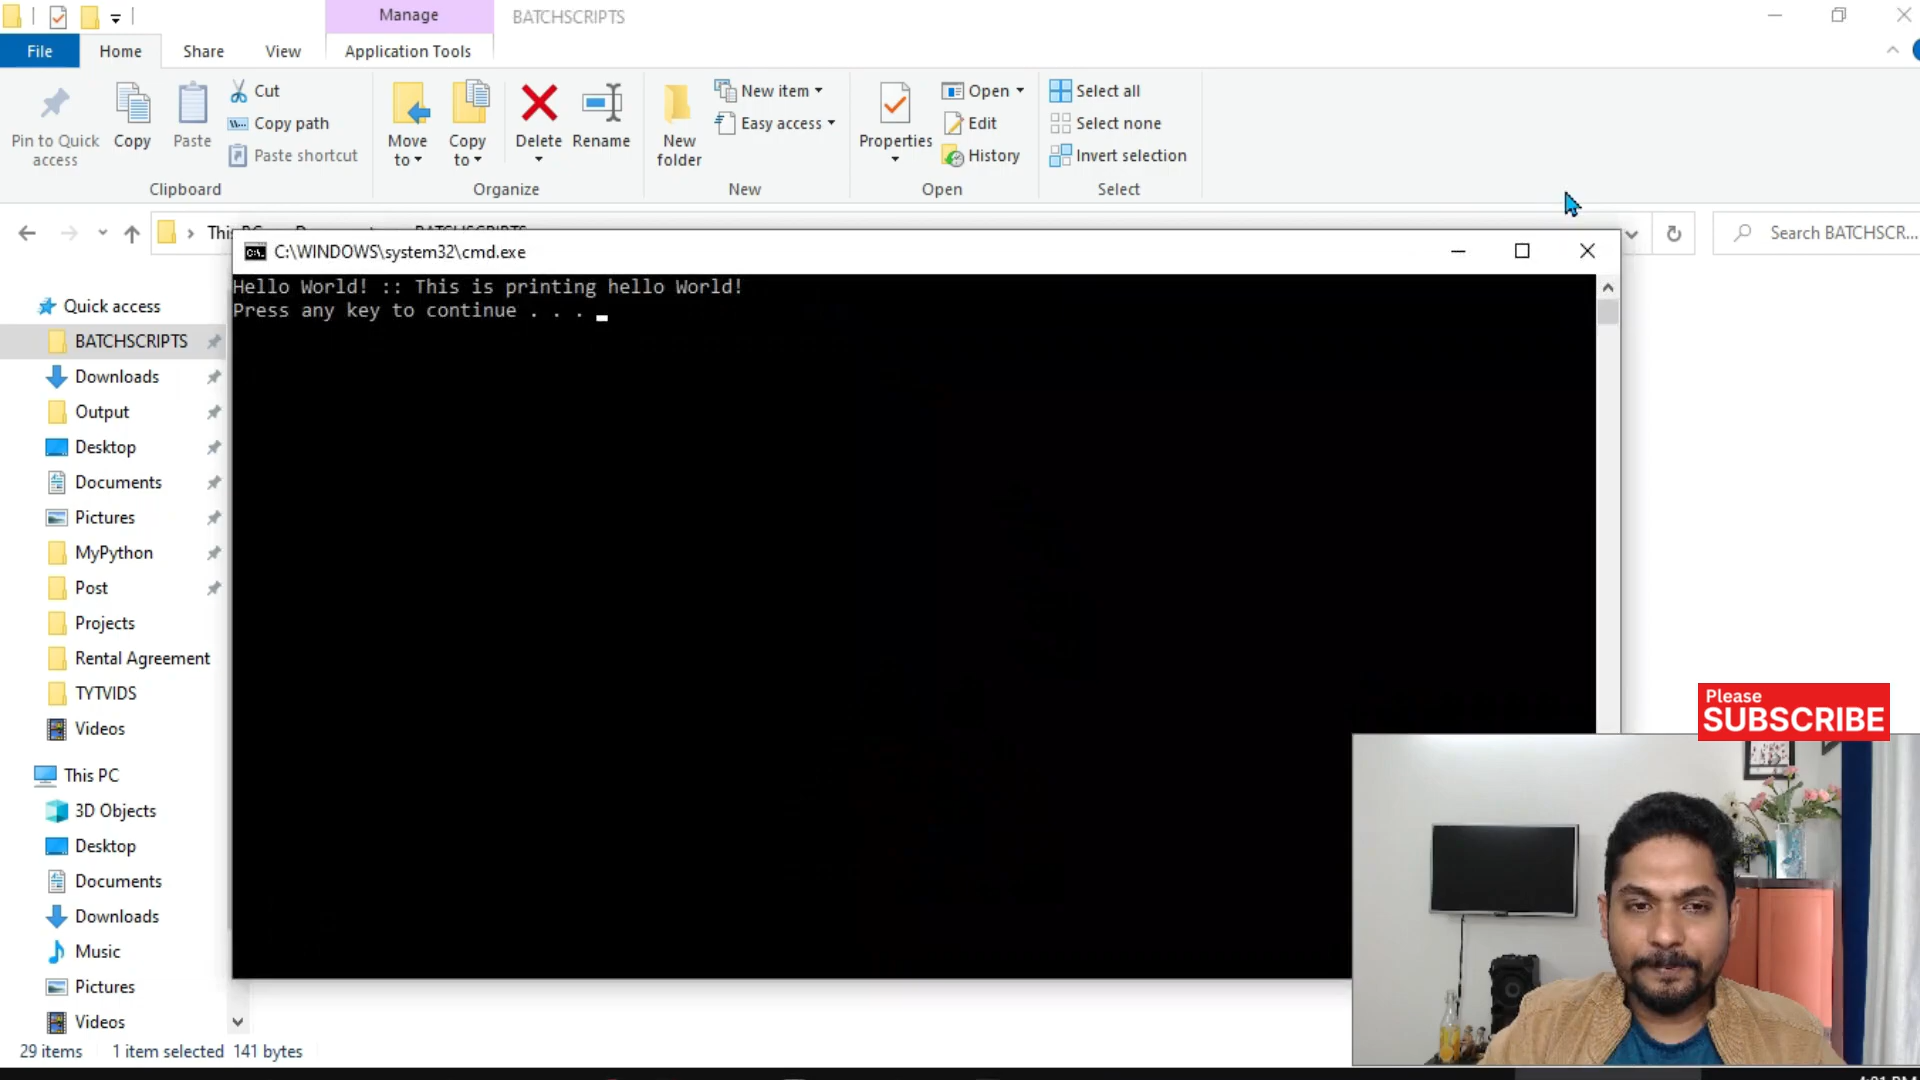 Manage
BATCHSCRIPTS
File
Home
Share
View
Application Tools
Pin to Quick
access
Copy
Paste
Cut
Copy path
Paste shortcut
Clipboard
Move
to
Copy
to
Delete
Rename
Organize
New
folder
New item
Easy access
New
Properties
Open
Edit
History
Open
Select all
Select none
Invert selection
Select
Search BATCHSCR...
C:\WINDOWS\system32\cmd.exe
Hello World! :: This is printing hello World!
Press any key to continue . . .
Quick access
BATCHSCRIPTS
Downloads
Output
Desktop
Documents
Pictures
MyPython
Post
Projects
Rental Agreement
TYTVIDS
Videos
This PC
3D Objects
Desktop
Documents
Downloads
Music
Pictures
Videos
29 items
1 item selected 141 bytes
Please
SUBSCRIBE